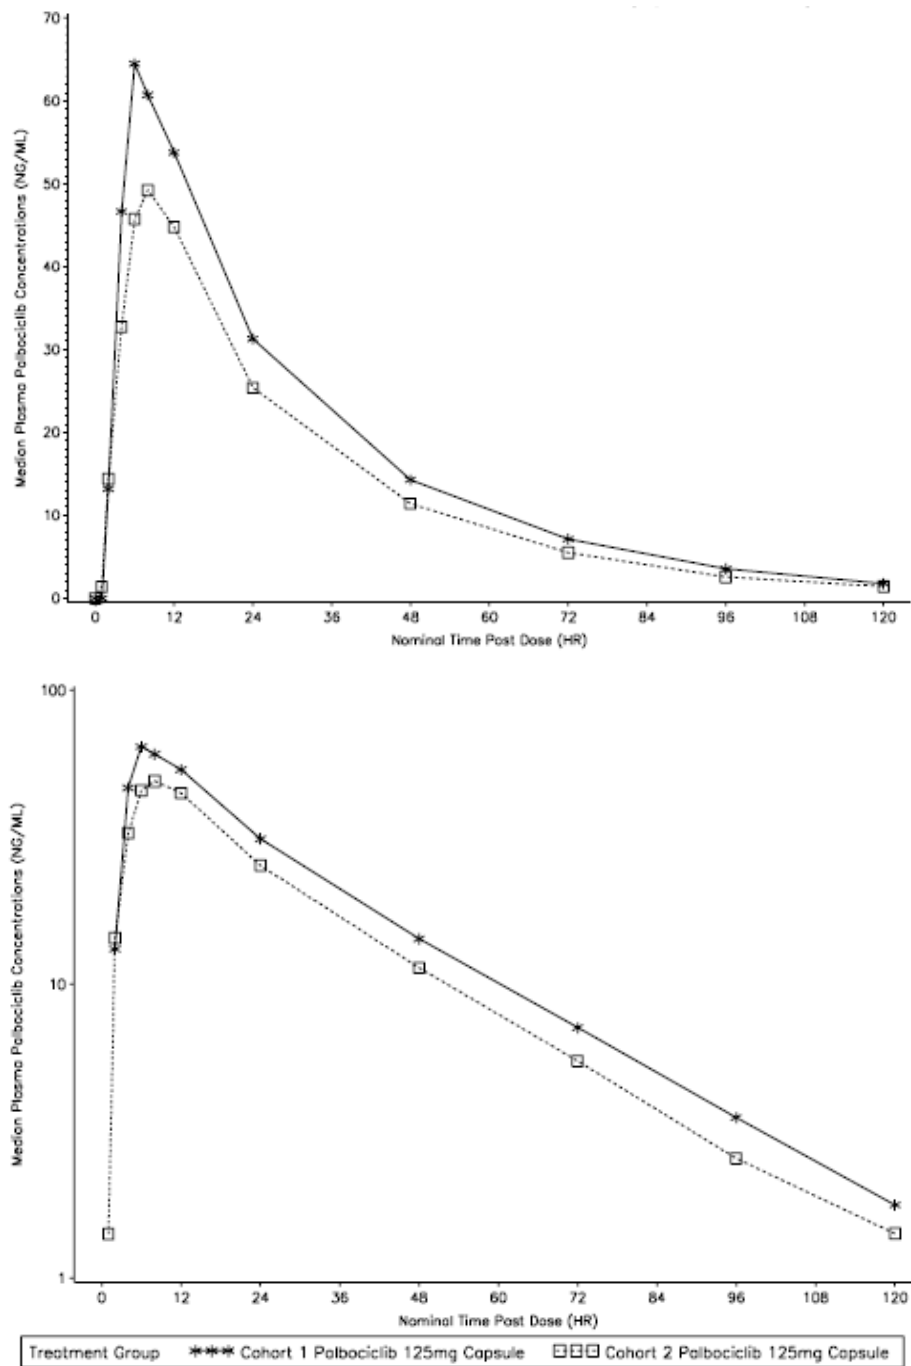 70
60
50
40
30
20
10
0
Median Plasma Palbociclib Concentrations (NG/ML)
0 12 24 36 48 60 72 84 96 108 120
Nominal Time Post Dose (HR)
100
10
1
Median Plasma Palbociclib Concentrations (NG/ML)
0 12 24 36 48 60 72 84 96 108 120
Nominal Time Post Dose (HR)
Treatment Group Cohort 1 Palbociclib 125mg Capsule Cohort 2 Palbociclib 125mg Capsule